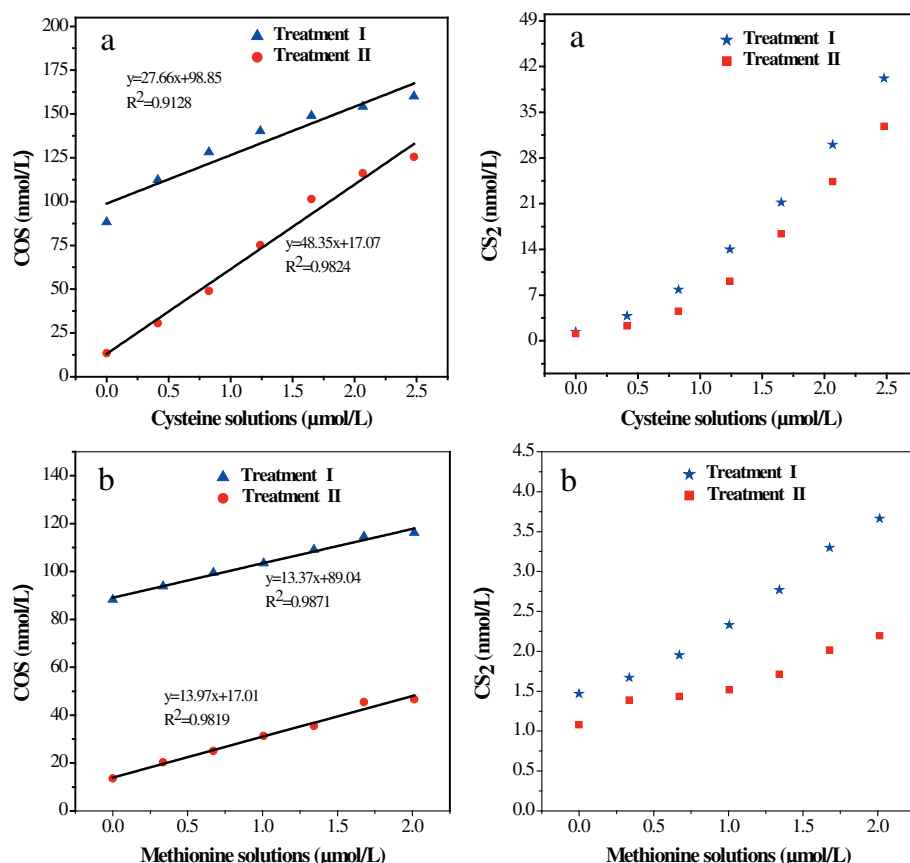 a
Treatment I
Treatment II
y=27.66x+98.85
R²=0.9128
y=48.35x+17.07
R²=0.9824
200
175
150
125
100
75
50
25
0
COS (nmol/L)
0.0 0.5 1.0 1.5 2.0 2.5
Cysteine solutions (μmol/L)
a
Treatment I
Treatment II
49
42
35
28
21
14
7
0
CS₂ (nmol/L)
0.0 0.5 1.0 1.5 2.0 2.5
Cysteine solutions (μmol/L)
b
Treatment I
Treatment II
y=13.37x+89.04
R²=0.9871
y=13.97x+17.01
R²=0.9819
140
120
100
80
60
40
20
0
COS (nmol/L)
0.0 0.5 1.0 1.5 2.0
Methionine solutions (μmol/L)
b
Treatment I
Treatment II
4.5
4.0
3.5
3.0
2.5
2.0
1.5
1.0
0.5
0.0
CS₂ (nmol/L)
0.0 0.5 1.0 1.5 2.0
Methionine solutions (μmol/L)